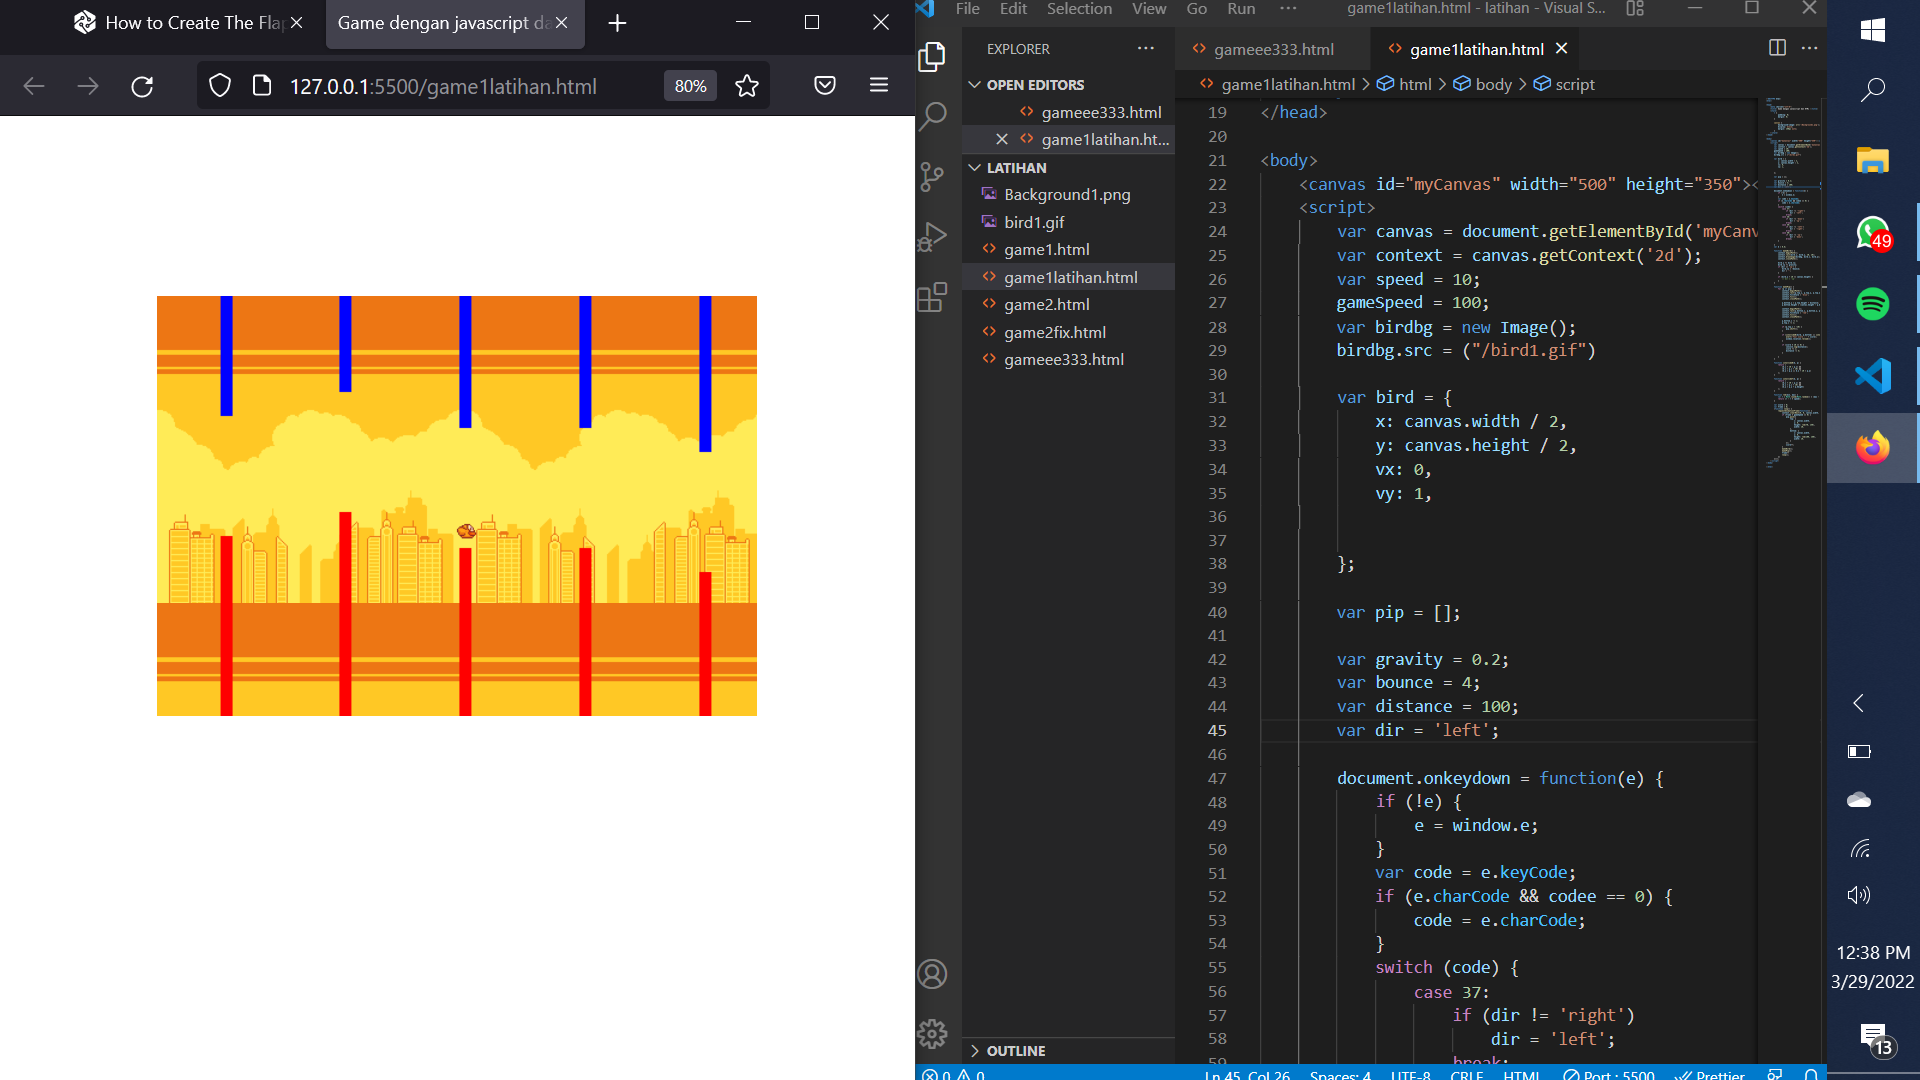 How to Create The Flap
Game dengan javascript da
127.0.0.1:5500/game1latihan.html
80%
File Edit Selection View Go Run ···
game1latihan.html - latihan - Visual S...
EXPLORER
OPEN EDITORS
gameee333.html
game1latihan.ht...
LATIHAN
Background1.png
bird1.gif
game1.html
game1latihan.html
game2.html
game2fix.html
gameee333.html
OUTLINE
gameee333.html
game1latihan.html
game1latihan.html > html > body > script
19 </head>
20
21 <body>
22 <canvas id="myCanvas" width="500" height="350"><
23 <script>
24 var canvas = document.getElementById('myCanv
25 var context = canvas.getContext('2d');
26 var speed = 10;
27 gameSpeed = 100;
28 var birdbg = new Image();
29 birdbg.src = ("/bird1.gif")
30
31 var bird = {
32 x: canvas.width / 2,
33 y: canvas.height / 2,
34 vx: 0,
35 vy: 1,
36
37
38 };
39
40 var pip = [];
41
42 var gravity = 0.2;
43 var bounce = 4;
44 var distance = 100;
45 var dir = 'left';
46
47 document.onkeydown = function(e) {
48 if (!e) {
49 e = window.e;
50 }
51 var code = e.keyCode;
52 if (e.charCode && codee == 0) {
53 code = e.charCode;
54 }
55 switch (code) {
56 case 37:
57 if (dir != 'right')
58 dir = 'left';
59 break;
0 0
Ln 45, Col 26 Spaces: 4 UTF-8 CRLF HTML Port : 5500 Prettier
49
12:38 PM
3/29/2022
13